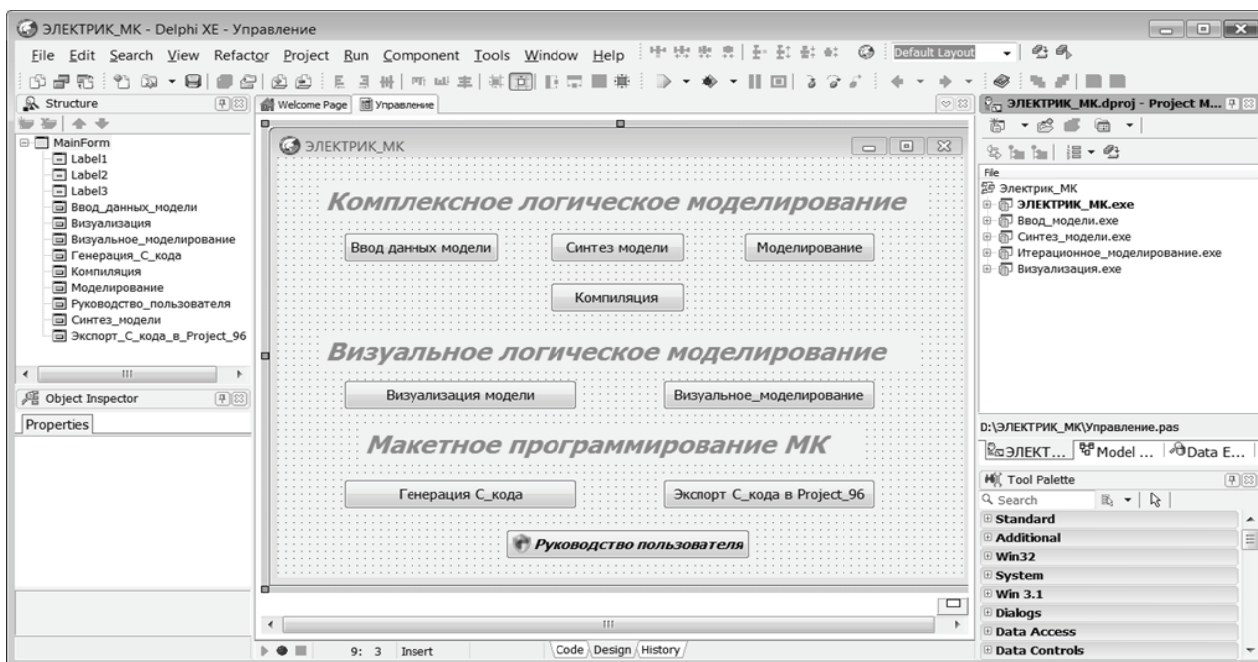 ЭЛЕКТРИК_МК - Delphi XE - Управление
File Edit Search View Refactor Project Run Component Tools Window Help
Default Layout
Structure
MainForm
Label1
Label2
Label3
Ввод_данных_модели
Визуализация
Визуальное_моделирование
Генерация_С_кода
Компиляция
Моделирование
Руководство_пользователя
Синтез_модели
Экспорт_С_кода_в_Project_96
Object Inspector
Properties
Welcome Page
Управление
ЭЛЕКТРИК_МК
Комплексное логическое моделирование
Ввод данных модели
Синтез модели
Моделирование
Компиляция
Визуальное логическое моделирование
Визуализация модели
Визуальное_моделирование
Макетное программирование МК
Генерация С_кода
Экспорт С_кода в Project_96
Руководство пользователя
9: 3 Insert
Code Design History
ЭЛЕКТРИК_МК.dproj - Project M...
File
Электрик_МК
ЭЛЕКТРИК_МК.exe
Ввод_модели.exe
Синтез_модели.exe
Итерационное_моделирование.exe
Визуализация.exe
D:\ЭЛЕКТРИК_МК\Управление.pas
ЭЛЕКТ... Model ... Data E...
Tool Palette
Search
Standard
Additional
Win32
System
Win 3.1
Dialogs
Data Access
Data Controls